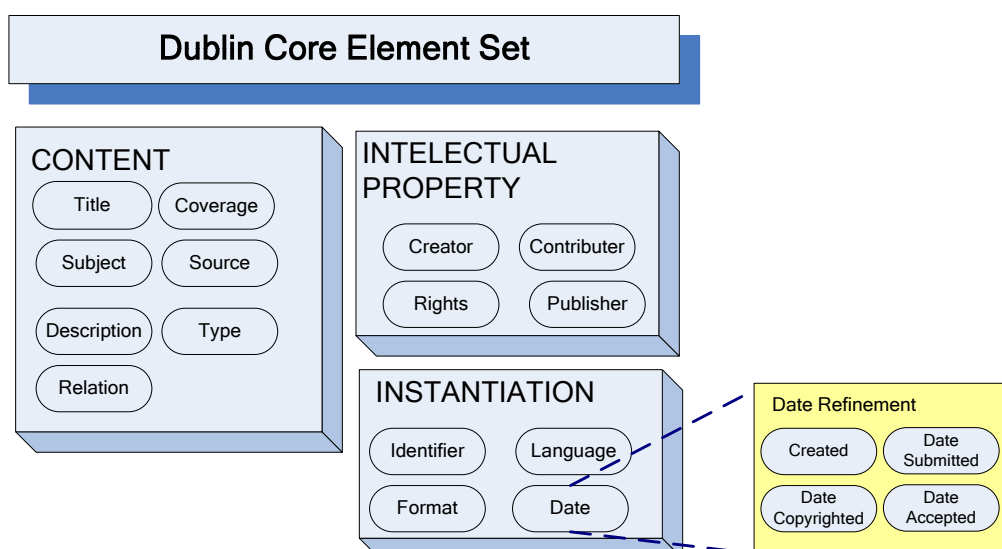 Dublin Core Element Set
CONTENT
Title
Coverage
Subject
Source
Description
Type
Relation
INTELECTUAL
PROPERTY
Creator
Contributer
Rights
Publisher
INSTANTIATION
Identifier
Language
Format
Date
Date Refinement
Created
Date
Submitted
Date
Copyrighted
Date
Accepted